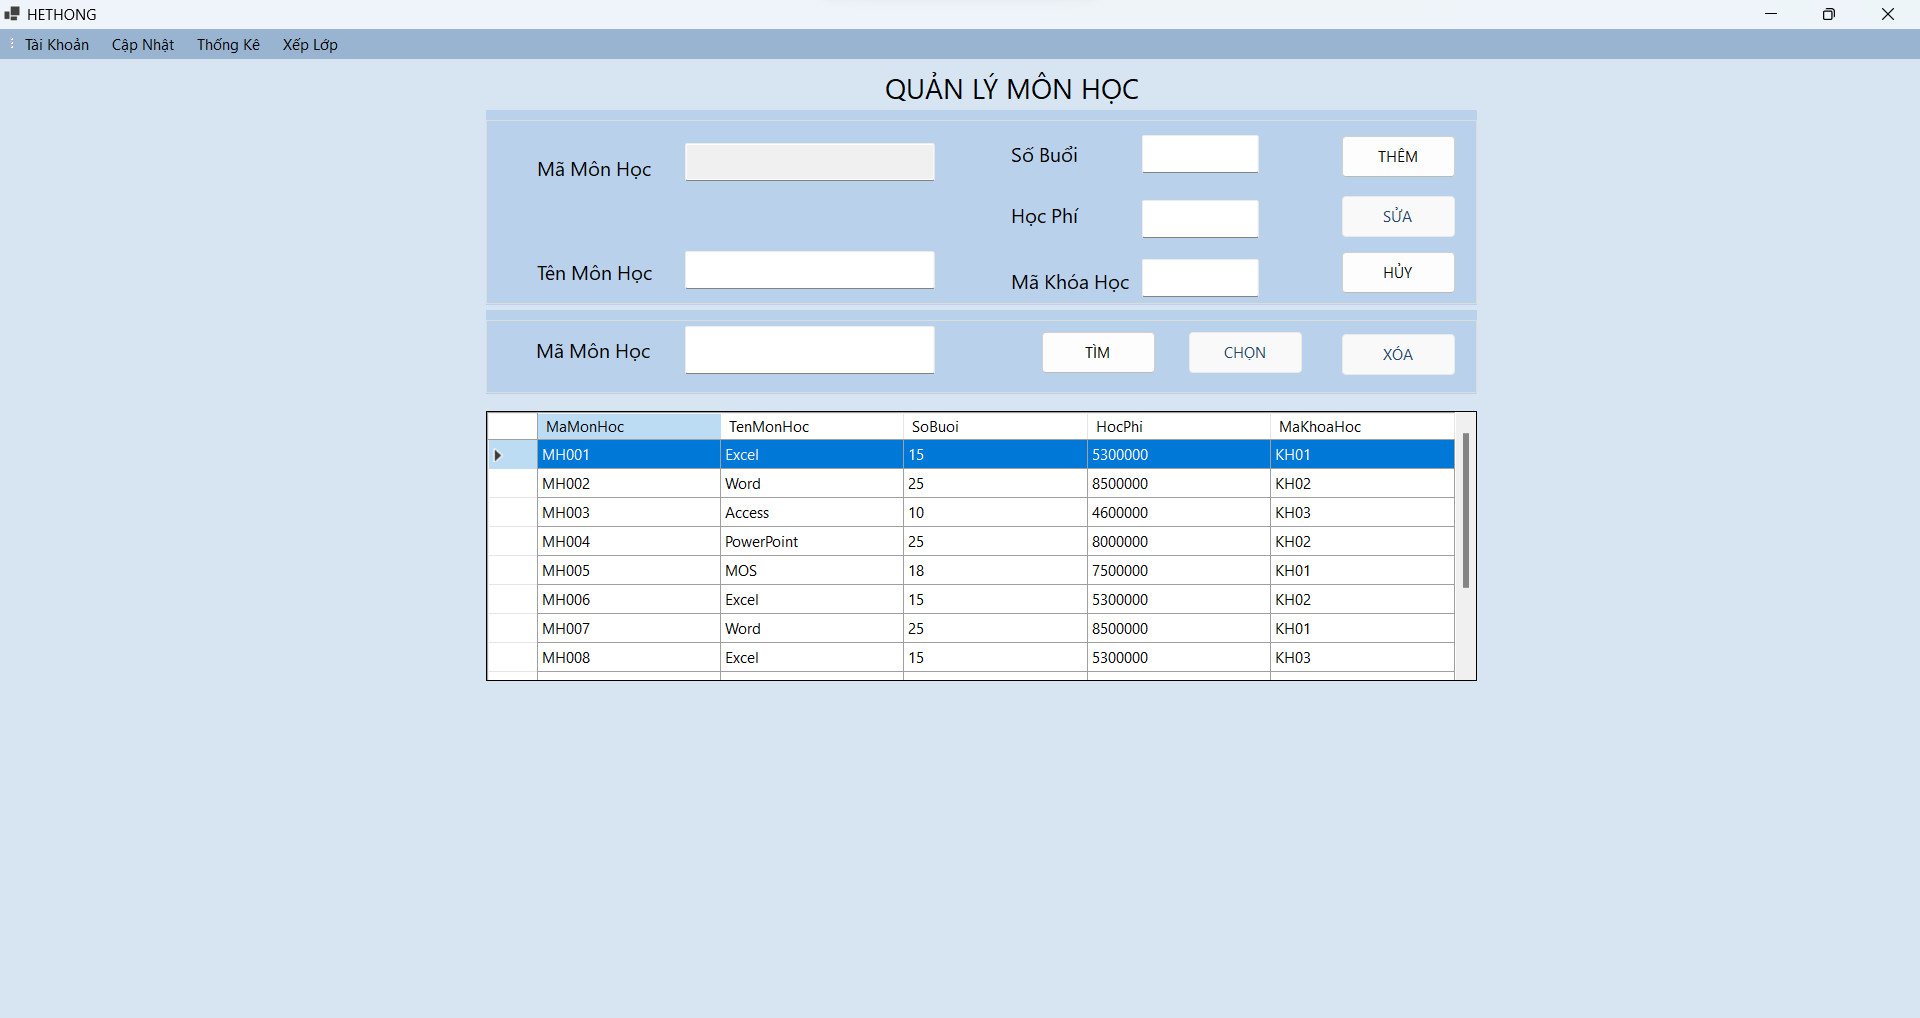 HETHONG
Tài Khoản Cập Nhật Thống Kê Xếp Lớp
QUẢN LÝ MÔN HỌC
Mã Môn Học
Tên Môn Học
Số Buổi
Học Phí
Mã Khóa Học
THÊM
SỬA
HỦY
Mã Môn Học TÌM CHỌN XÓA
MaMonHoc TenMonHoc SoBuoi HocPhi MaKhoaHoc
MH001 Excel 15 5300000 KH01
MH002 Word 25 8500000 KH02
MH003 Access 10 4600000 KH03
MH004 PowerPoint 25 8000000 KH02
MH005 MOS 18 7500000 KH01
MH006 Excel 15 5300000 KH02
MH007 Word 25 8500000 KH01
MH008 Excel 15 5300000 KH03